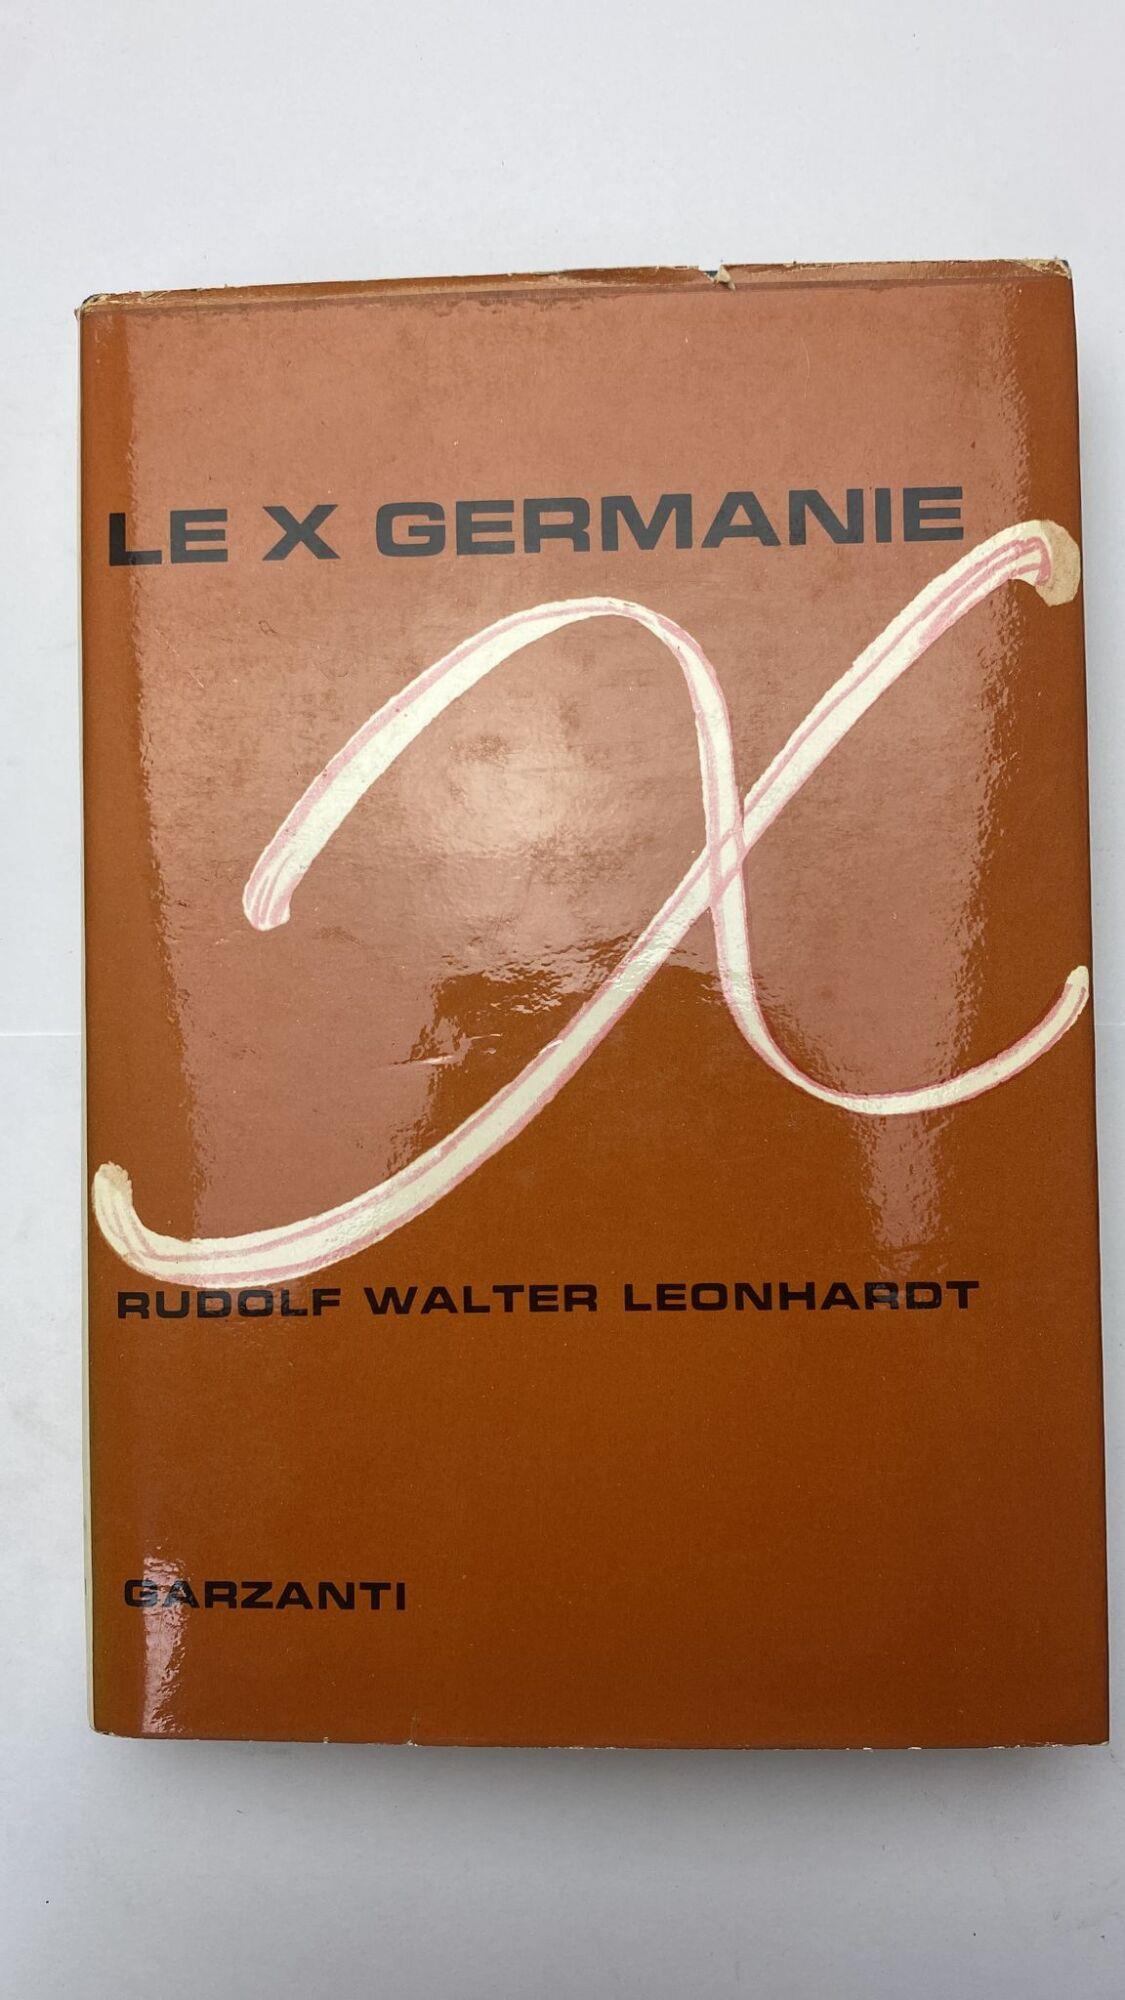 LE X GERMANIE
X
RUDOLF WALTER LEONHARDT
GARZANTI